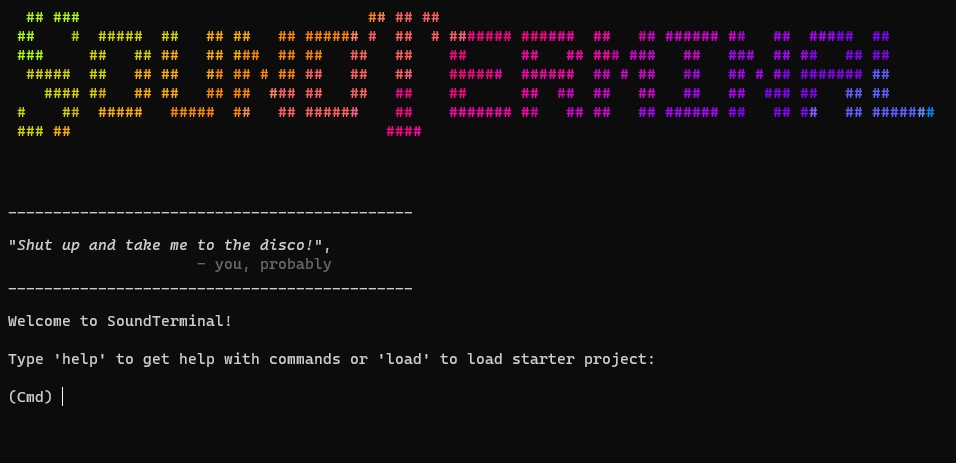 SOUNDTERMINAL
"Shut up and take me to the disco!",
- you, probably
Welcome to SoundTerminal!
Type 'help' to get help with commands or 'load' to load starter project:
(Cmd)